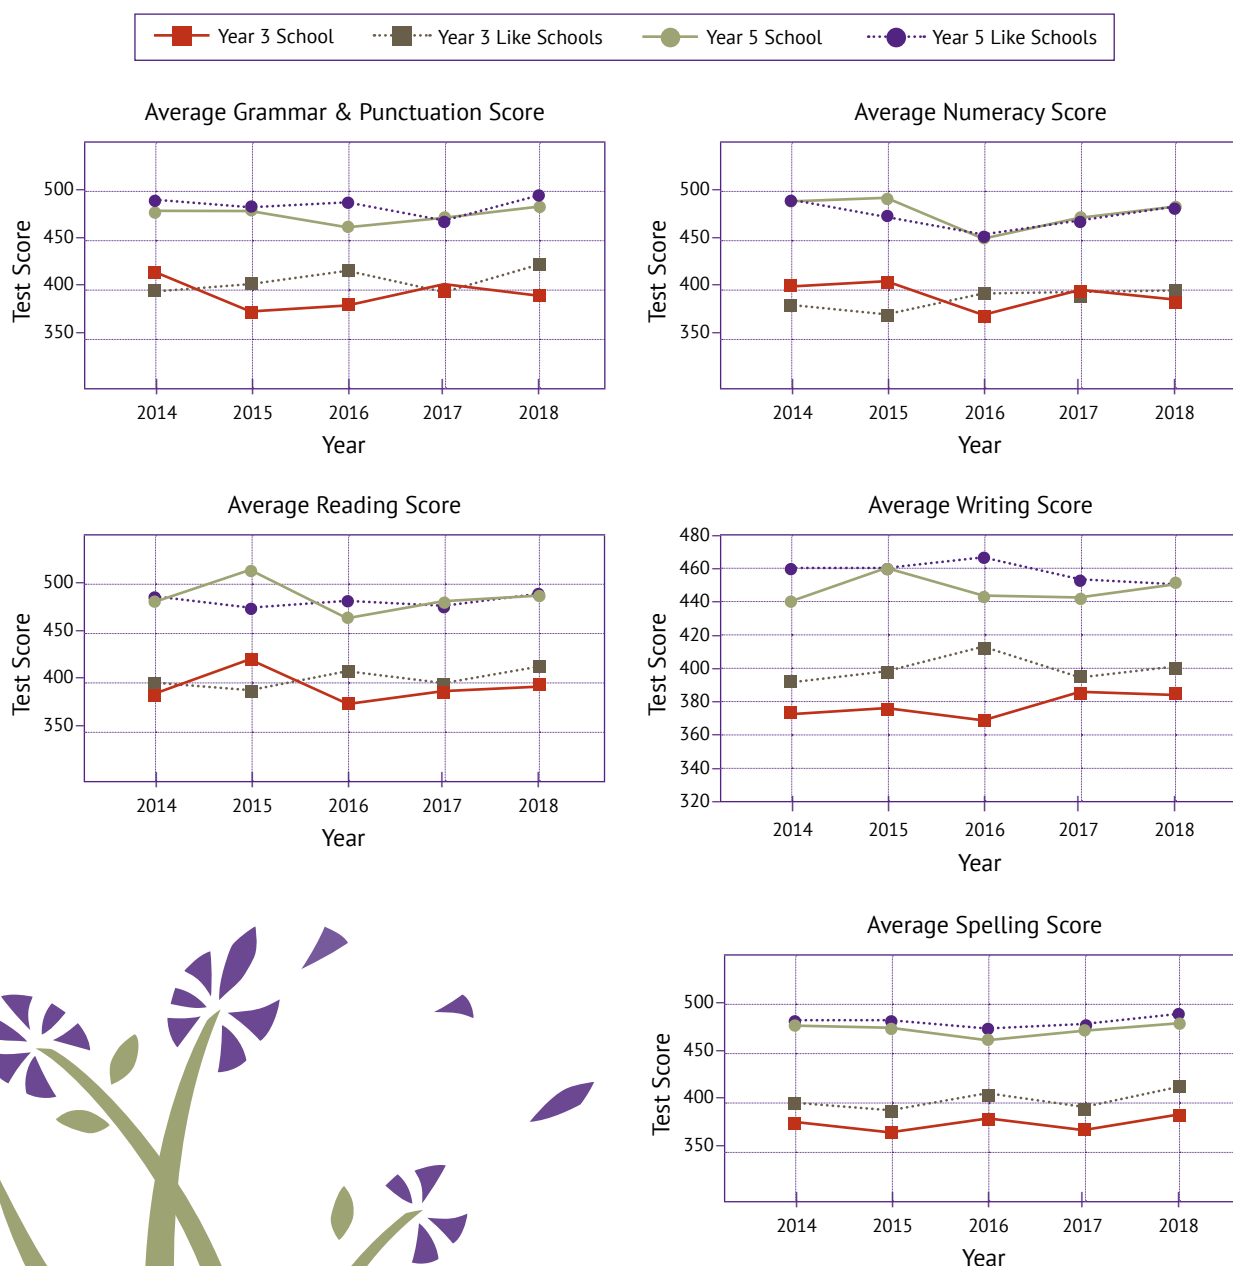 Year 3 School Year 3 Like Schools Year 5 School Year 5 Like Schools
Average Grammar & Punctuation Score
500
450
400
350
Test Score
2014 2015 2016 2017 2018
Year
Average Numeracy Score
500
450
400
350
Test Score
2014 2015 2016 2017 2018
Year
Average Reading Score
500
450
400
350
Test Score
2014 2015 2016 2017 2018
Year
Average Writing Score
480
460
440
420
400
380
360
340
320
Test Score
2014 2015 2016 2017 2018
Year
Average Spelling Score
500
450
400
350
Test Score
2014 2015 2016 2017 2018
Year